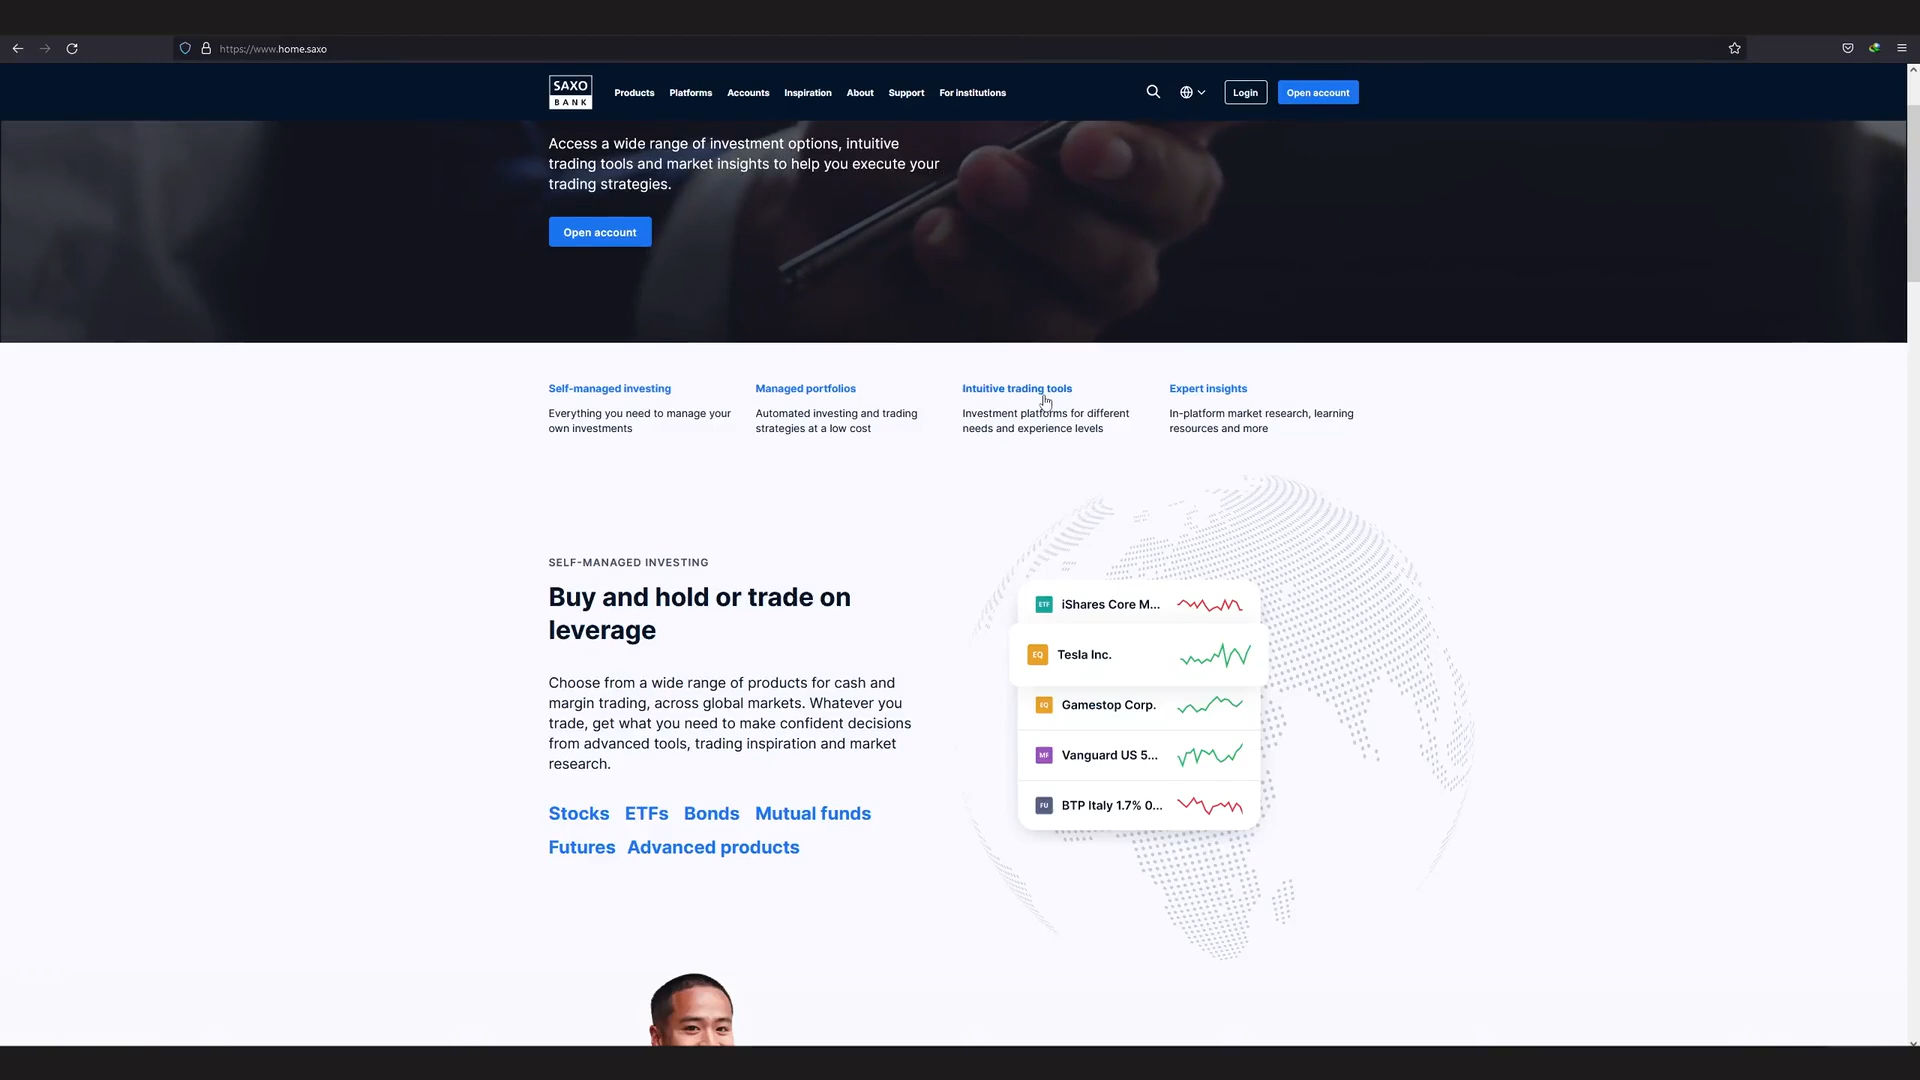 https://www.home.saxo
SAXO
BANK
Products
Platforms
Accounts
Inspiration
About
Support
For institutions
Login
Open account
Access a wide range of investment options, intuitive
trading tools and market insights to help you execute your
trading strategies.
Open account
Self-managed investing
Everything you need to manage your
own investments
Managed portfolios
Automated investing and trading
strategies at a low cost
Intuitive trading tools
Investment platforms for different
needs and experience levels
Expert insights
In-platform market research, learning
resources and more
SELF-MANAGED INVESTING
Buy and hold or trade on
leverage
Choose from a wide range of products for cash and
margin trading, across global markets. Whatever you
trade, get what you need to make confident decisions
from advanced tools, trading inspiration and market
research.
Stocks ETFs Bonds Mutual funds
Futures Advanced products
ETF iShares Core M...
EQ Tesla Inc.
EQ Gamestop Corp.
MF Vanguard US 5...
FU BTP Italy 1.7% 0...